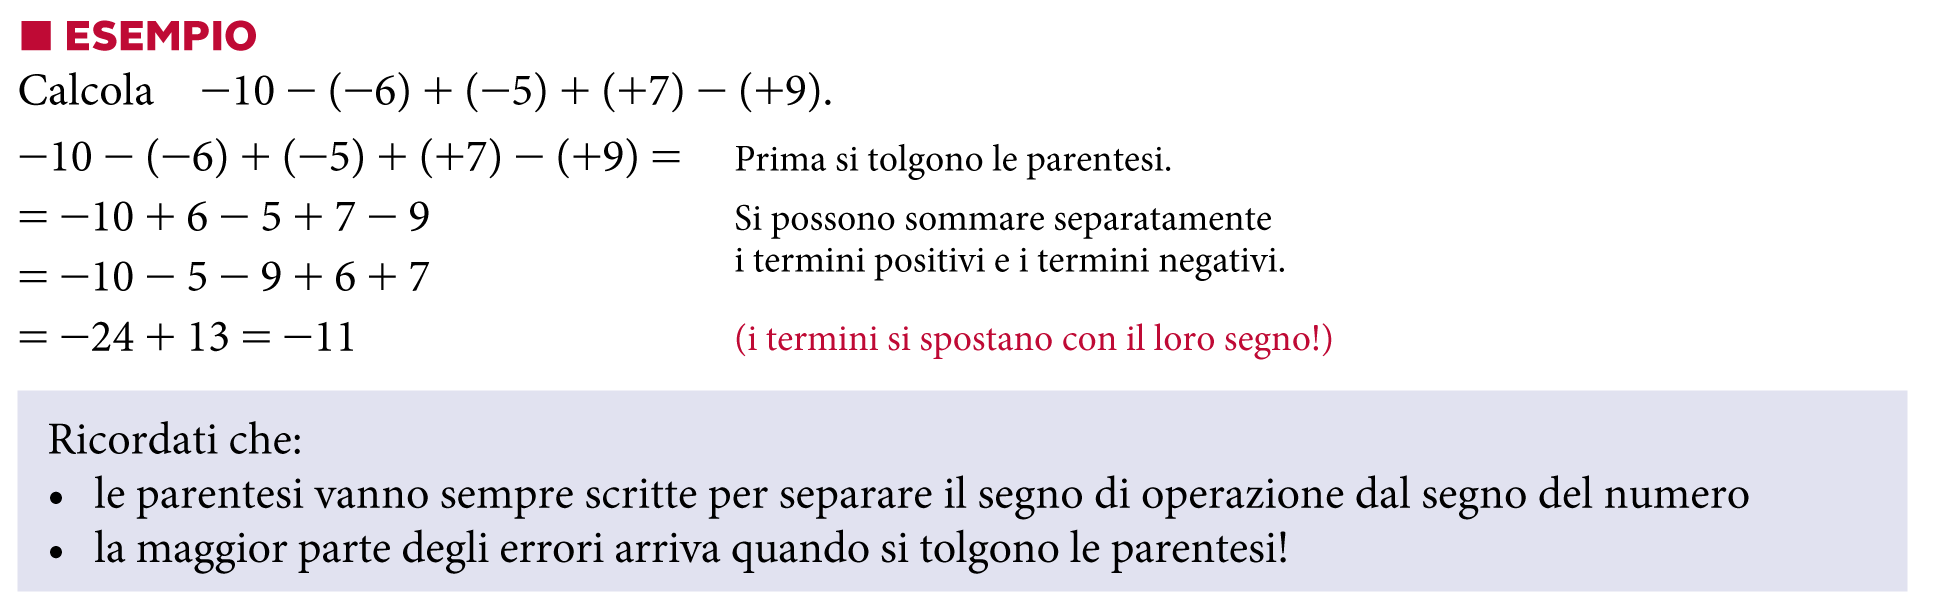 ESEMPIO
Calcola −10 − (−6) + (−5) + (+7) − (+9).
−10 − (−6) + (−5) + (+7) − (+9) = Prima si tolgono le parentesi.
= −10 + 6 − 5 + 7 − 9 Si possono sommare separatamente
i termini positivi e i termini negativi.
= −10 − 5 − 9 + 6 + 7
= −24 + 13 = −11 (i termini si spostano con il loro segno!)
Ricordati che:
• le parentesi vanno sempre scritte per separare il segno di operazione dal segno del numero
• la maggior parte degli errori arriva quando si tolgono le parentesi!